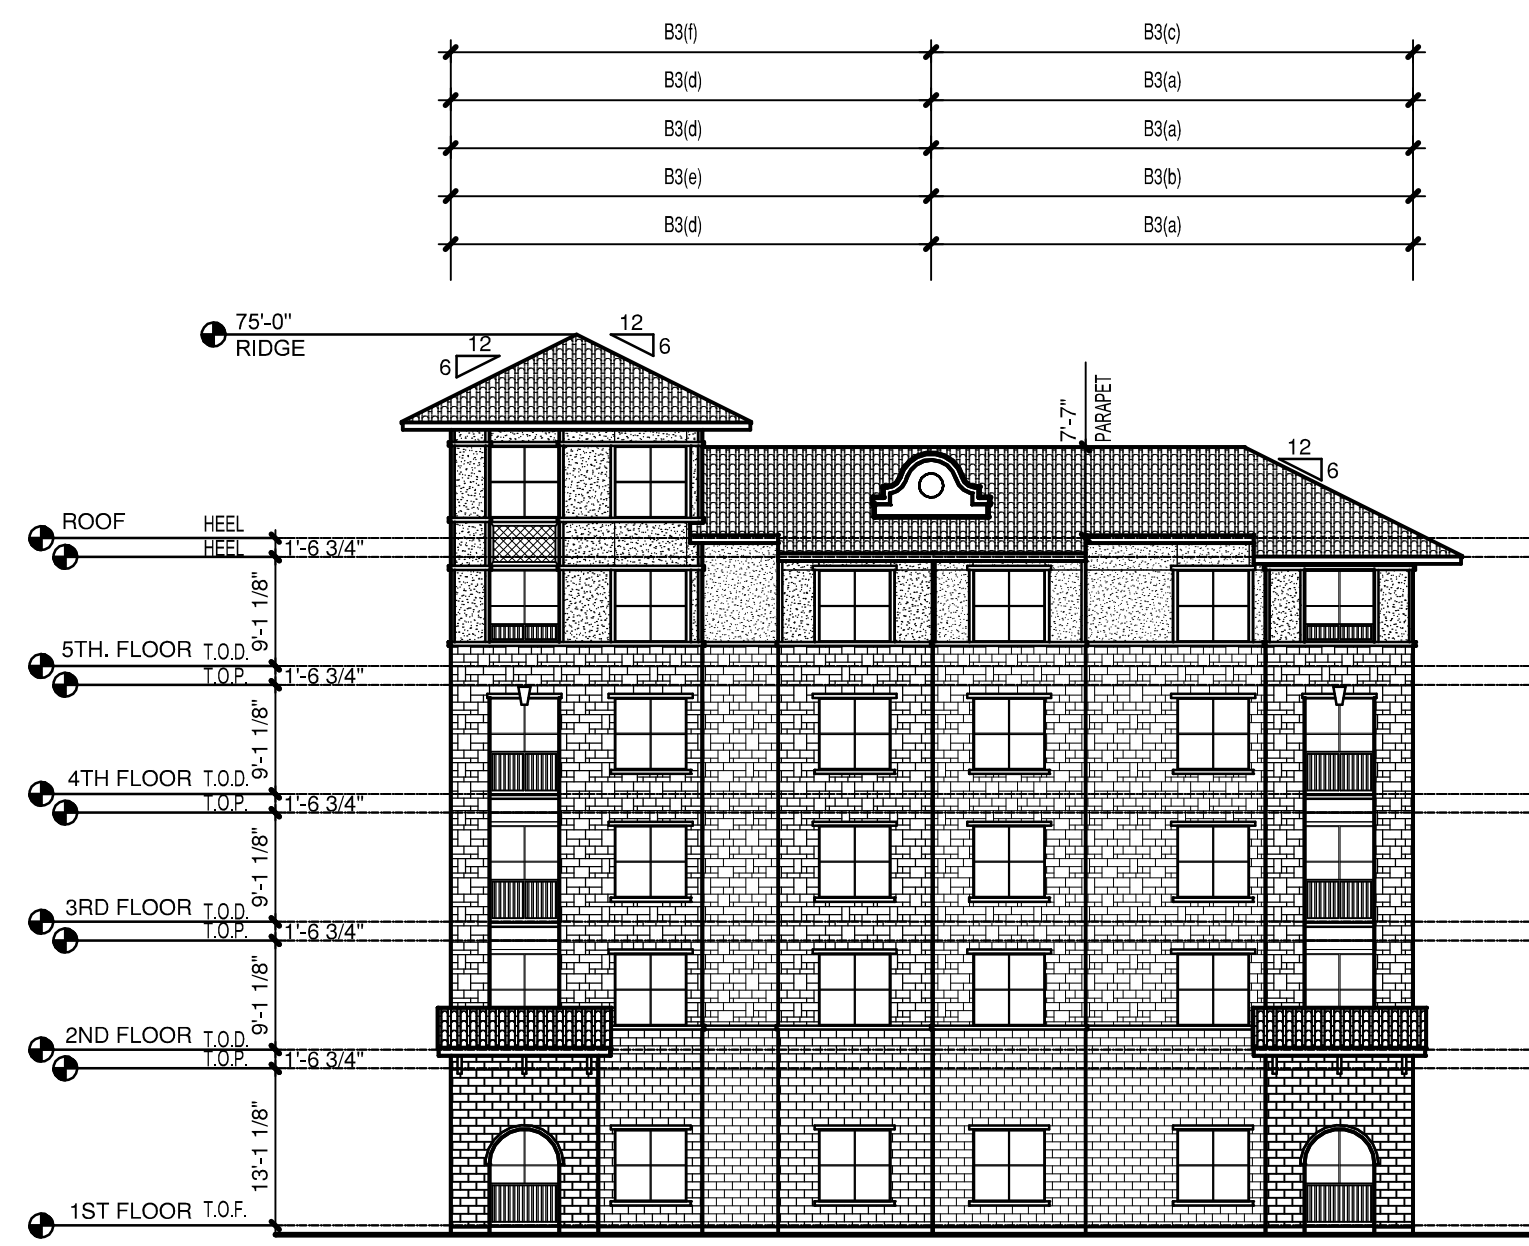 B3(f) B3(c)
B3(d) B3(a)
B3(d) B3(a)
B3(e) B3(b)
B3(d) B3(a)
75'-0"
RIDGE
12
6
12
6
7'-7"
PARAPET
12
6
ROOF HEEL
HEEL 1'-6 3/4"
9'-1 1/8"
5TH. FLOOR T.O.D.
T.O.P. 1'-6 3/4"
9'-1 1/8"
4TH FLOOR T.O.D.
T.O.P. 1'-6 3/4"
9'-1 1/8"
3RD FLOOR T.O.D.
T.O.P. 1'-6 3/4"
9'-1 1/8"
2ND FLOOR T.O.D.
T.O.P. 1'-6 3/4"
13'-1 1/8"
1ST FLOOR T.O.F.